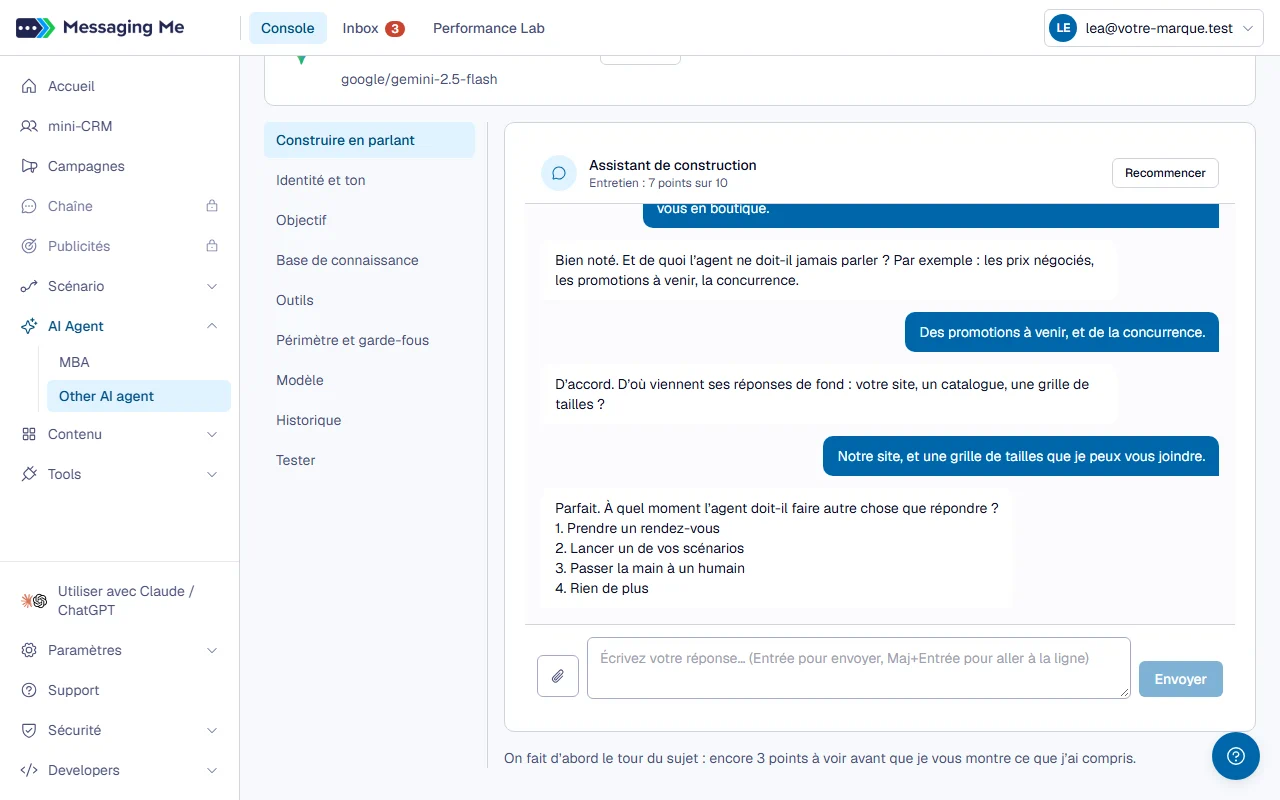 Messaging Me
Console
Inbox 3
Performance Lab
LE lea@votre-marque.test
Accueil
mini-CRM
Campagnes
Chaîne
Publicités
Scénario
AI Agent
MBA
Other AI agent
Contenu
Tools
Utiliser avec Claude /
ChatGPT
Paramètres
Support
Sécurité
Developers
google/gemini-2.5-flash
Construire en parlant
Identité et ton
Objectif
Base de connaissance
Outils
Périmètre et garde-fous
Modèle
Historique
Tester
Assistant de construction
Entretien : 7 points sur 10
Recommencer
vous en boutique.
Bien noté. Et de quoi l'agent ne doit-il jamais parler ? Par exemple : les prix négociés,
les promotions à venir, la concurrence.
Des promotions à venir, et de la concurrence.
D'accord. D'où viennent ses réponses de fond : votre site, un catalogue, une grille de
tailles ?
Notre site, et une grille de tailles que je peux vous joindre.
Parfait. À quel moment l'agent doit-il faire autre chose que répondre ?
1. Prendre un rendez-vous
2. Lancer un de vos scénarios
3. Passer la main à un humain
4. Rien de plus
Écrivez votre réponse… (Entrée pour envoyer, Maj+Entrée pour aller à la ligne)
Envoyer
On fait d'abord le tour du sujet : encore 3 points à voir avant que je vous montre ce que j'ai compris.